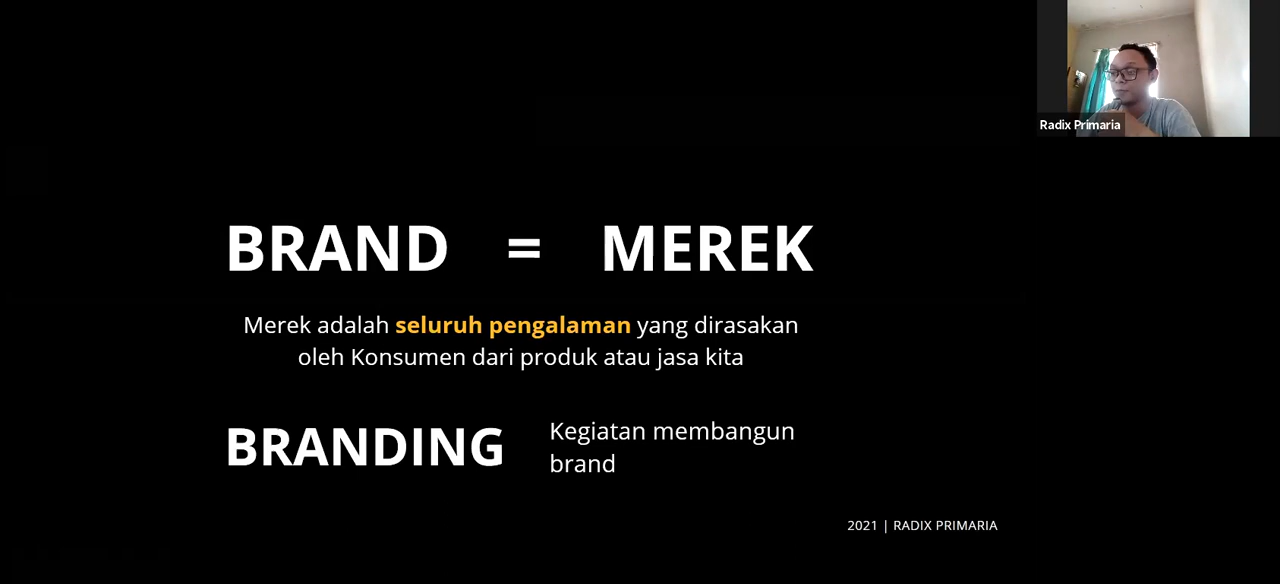 Radix Primaria
BRAND = MEREK
Merek adalah seluruh pengalaman yang dirasakan
oleh Konsumen dari produk atau jasa kita
BRANDING
Kegiatan membangun
brand
2021 | RADIX PRIMARIA